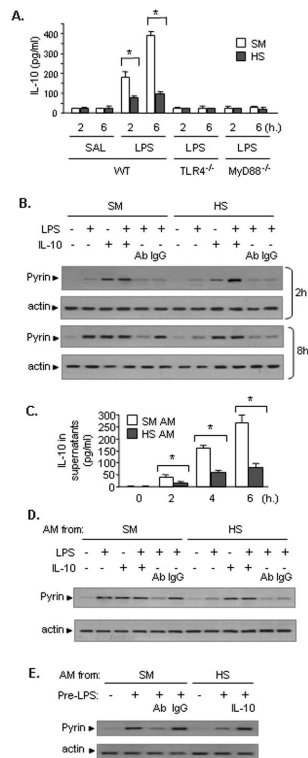 A.
IL-10 (pg/ml)
400
300
200
100
0
SM
HS
*
*
2 6 2 6 2 6 2 6 (h.)
SAL LPS LPS LPS
WT TLR4-/- MyD88-/-
B.
SM HS
LPS - + - + + + - + - + + +
IL-10 - - + + - - - - + + - -
Ab IgG Ab IgG
Pyrin
actin
2h
Pyrin
actin
8h
C.
IL-10 in supernatants (pg/ml)
300
200
100
0
SM AM
HS AM
*
*
*
0 2 4 6 (h.)
D.
AM from: SM HS
LPS - + - + + + - + - + + +
IL-10 - - + + - - - - + + - -
Ab IgG Ab IgG
Pyrin
actin
E.
AM from: SM HS
Pre-LPS: - + + + - + +
Ab IgG IL-10
Pyrin
actin